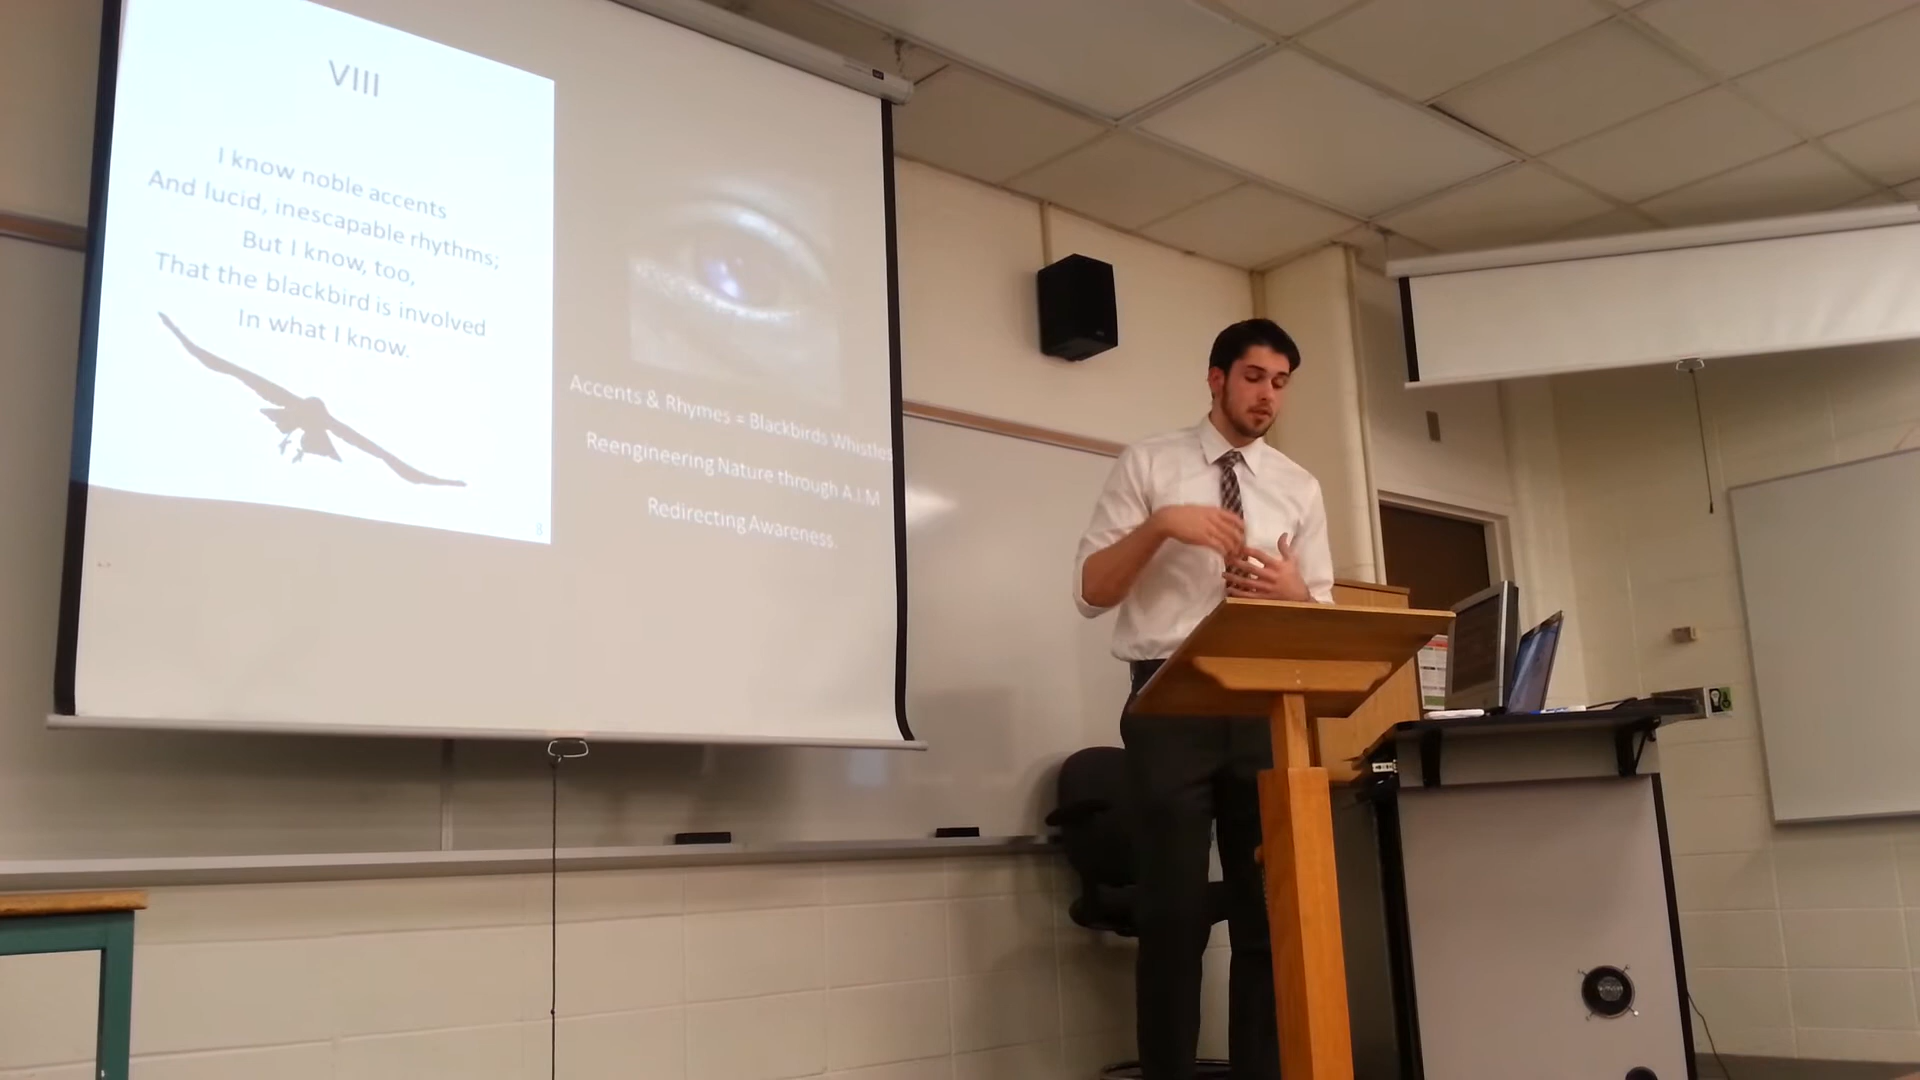 VIII
I know noble accents
And lucid, inescapable rhythms;
But I know, too,
That the blackbird is involved
In what I know.
8
Accents & Rhymes = Blackbirds Whistles
Reengineering Nature through A.I.M
Redirecting Awareness.